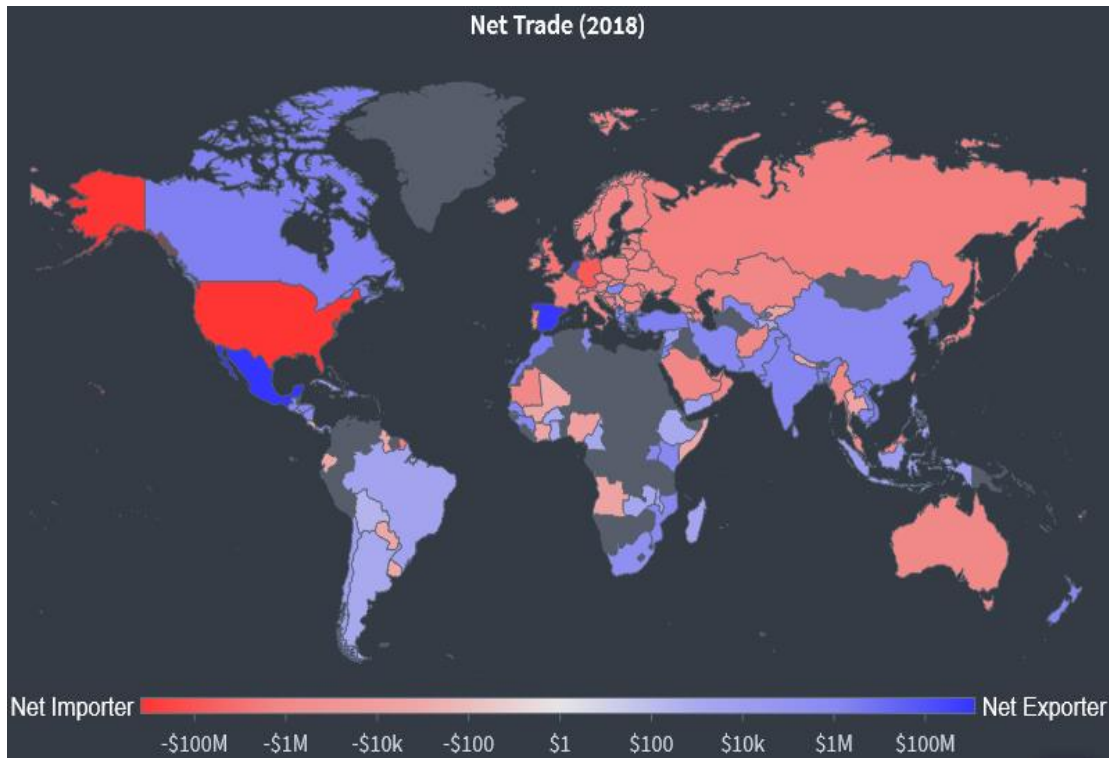 Net Trade (2018)
Net Importer
Net Exporter
-$100M -$1M -$10k -$100 $1 $100 $10k $1M $100M